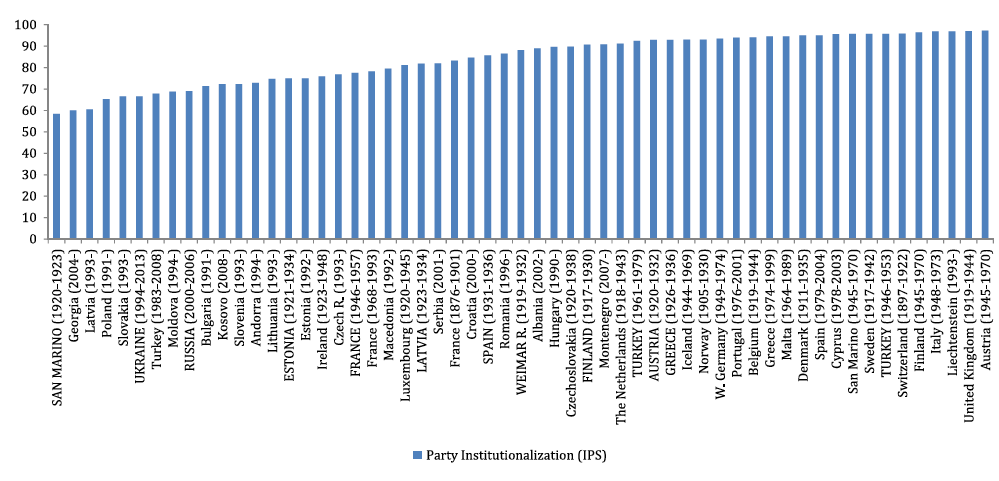 100
90
80
70
60
50
40
30
20
10
0
SAN MARINO (1920-1923)
Georgia (2004-)
Latvia (1993-)
Poland (1991-)
Slovakia (1993-)
UKRAINE (1994-2013)
Turkey (1983-2008)
Moldova (1994-)
RUSSIA (2000-2006)
Bulgaria (1991-)
Kosovo (2008-
Slovenia (1993-)
Andorra (1994-)
Lithuania (1993-)
ESTONIA (1921-1934)
Estonia (1992-)
Ireland (1923-1948)
Czech R. (1993-)
FRANCE (1946-1957)
France (1968-1993)
Macedonia (1992-)
Luxembourg (1920-1945)
LATVIA (1923-1934)
Serbia (2001-)
France (1876-1901)
Croatia (2000-)
SPAIN (1931-1936)
Romania (1996-)
WEIMAR R. (1919-1932)
Albania (2002-)
Hungary (1990-)
Czechoslovakia (1920-1938)
FINLAND (1917-1930)
Montenegro (2007-)
The Netherlands (1918-1943)
TURKEY (1961-1979)
AUSTRIA (1920-1932)
GREECE (1926-1936)
Iceland (1944-1969)
Norway (1905-1930)
W. Germany (1949-1974)
Portugal (1976-2001)
Belgium (1919-1944)
Greece (1974-1999)
Malta (1964-1989)
Denmark (1911-1935)
Spain (1979-2004)
Cyprus (1978-2003)
San Marino (1945-1970)
Sweden (1917-1942)
TURKEY (1946-1953)
Switzerland (1897-1922)
Finland (1945-1970)
Italy (1948-1973)
Liechtenstein (1993-)
United Kingdom (1919-1944)
Austria (1945-1970)
Party Institutionalization (IPS)